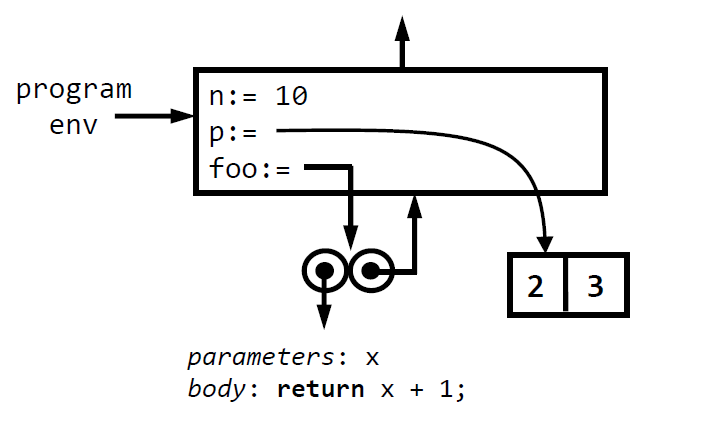 program
env
n:= 10
p:=
foo:=
2 3
parameters: x
body: return x + 1;